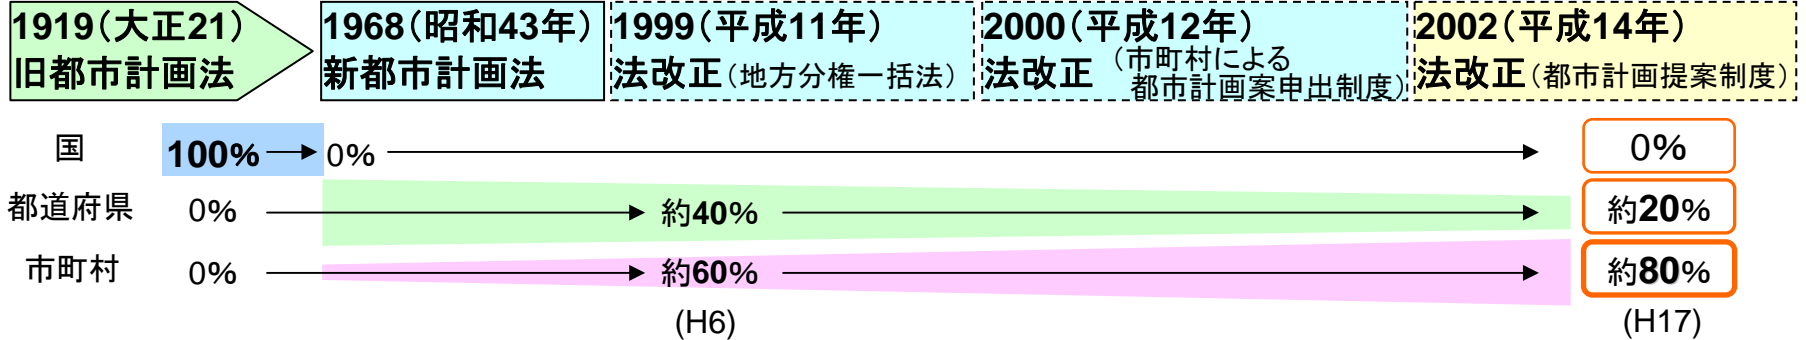 1919(大正21)
旧都市計画法
1968(昭和43年)
新都市計画法
1999(平成11年)
法改正(地方分権一括法)
2000(平成12年)
法改正(市町村による
都市計画案申出制度)
2002(平成14年)
法改正(都市計画提案制度)
国 100% 0% 0%
都道府県 0% 約40% 約20%
市町村 0% 約60% 約80%
(H6) (H17)